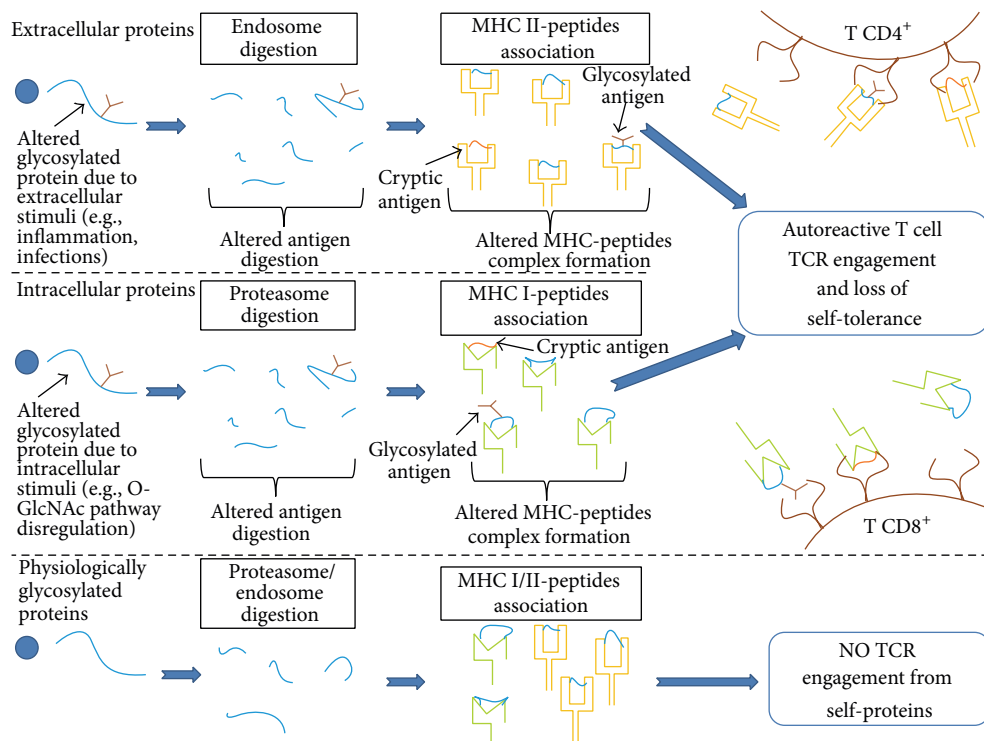 Extracellular proteins
Endosome
digestion
MHC II-peptides
association
T CD4+
Glycosylated
antigen
Altered
glycosylated
protein due to
extracellular
stimuli (e.g.,
inflammation,
infections)
Cryptic
antigen
Altered antigen
digestion
Altered MHC-peptides
complex formation
Autoreactive T cell
TCR engagement
and loss of
self-tolerance
Intracellular proteins
Proteasome
digestion
MHC I-peptides
association
Cryptic antigen
Altered
glycosylated
protein due to
intracellular
stimuli (e.g., O-
GlcNAc pathway
disregulation)
Glycosylated
antigen
Altered antigen
digestion
Altered MHC-peptides
complex formation
T CD8+
Physiologically
glycosylated
proteins
Proteasome/
endosome
digestion
MHC I/II-peptides
association
NO TCR
engagement from
self-proteins